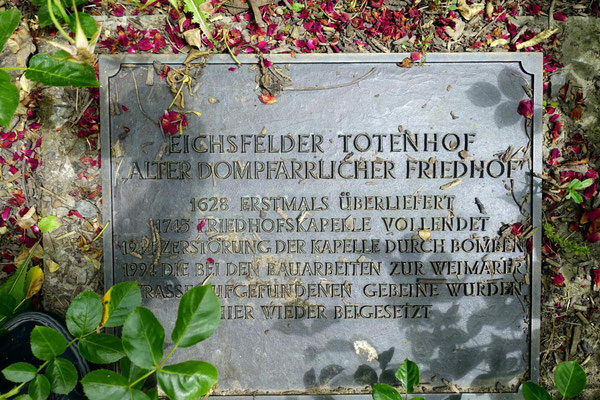 EICHSFELDER TOTENHOF
"ALTER DOMPFARRLICHER FRIEDHOF"
1628 ERSTMALS ÜBERLIEFERT
1745 FRIEDHOFSKAPELLE VOLLENDET
ZERSTÖRUNG DER KAPELLE DURCH BOMBEN
1994 DIE BEI DEN BAUARBEITEN ZUR WEIMARER
STRASSE AUFGEFUNDENEN GEBEINE WURDEN
HIER WIEDER BEIGESETZT